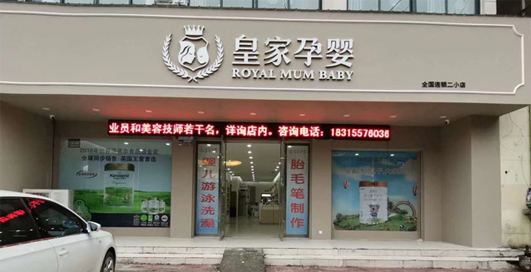 皇家孕婴
ROYAL MUM BABY
全国连锁二小店
业员和美容技师若干名，详询店内，咨询电话：18315576036
婴儿游泳洗澡
胎毛笔制作